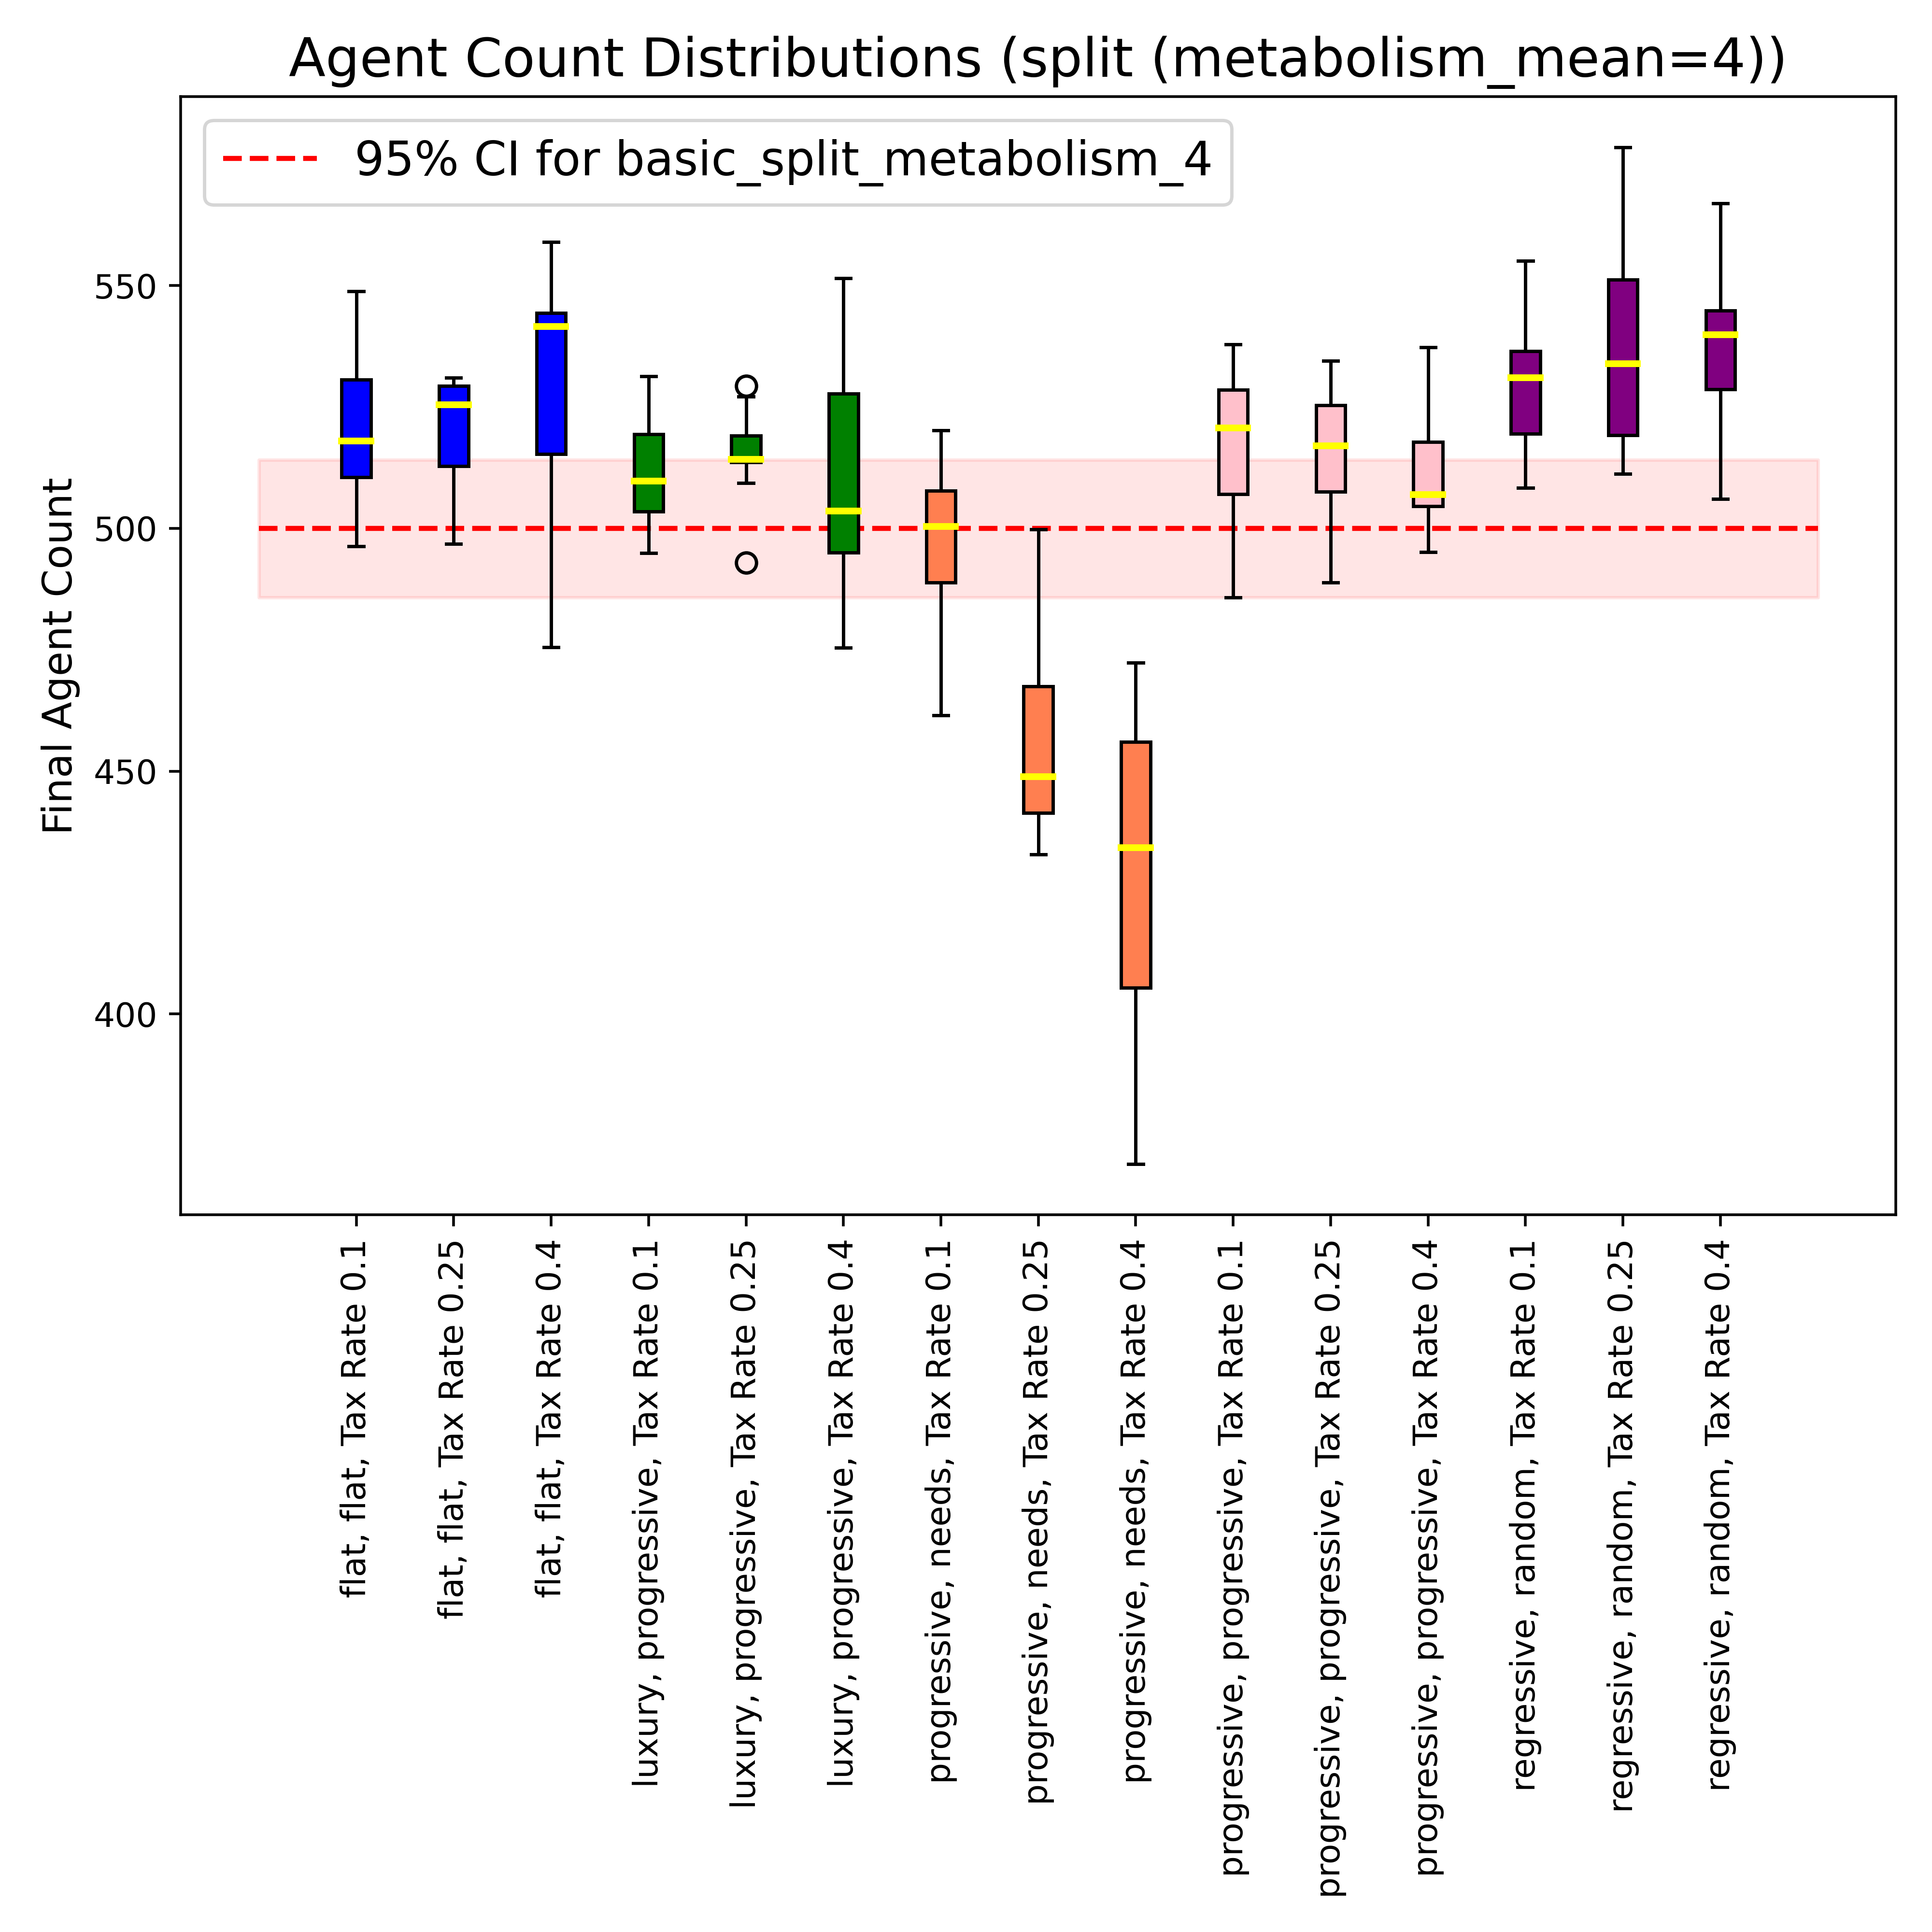 Agent Count Distributions (split (metabolism_mean=4))
95% CI for basic_split_metabolism_4
Final Agent Count
550
500
450
400
flat, flat, Tax Rate 0.1
flat, flat, Tax Rate 0.25
flat, flat, Tax Rate 0.4
luxury, progressive, Tax Rate 0.1
luxury, progressive, Tax Rate 0.25
luxury, progressive, Tax Rate 0.4
progressive, needs, Tax Rate 0.1
progressive, needs, Tax Rate 0.25
progressive, needs, Tax Rate 0.4
progressive, progressive, Tax Rate 0.1
progressive, progressive, Tax Rate 0.25
progressive, progressive, Tax Rate 0.4
regressive, random, Tax Rate 0.1
regressive, random, Tax Rate 0.25
regressive, random, Tax Rate 0.4